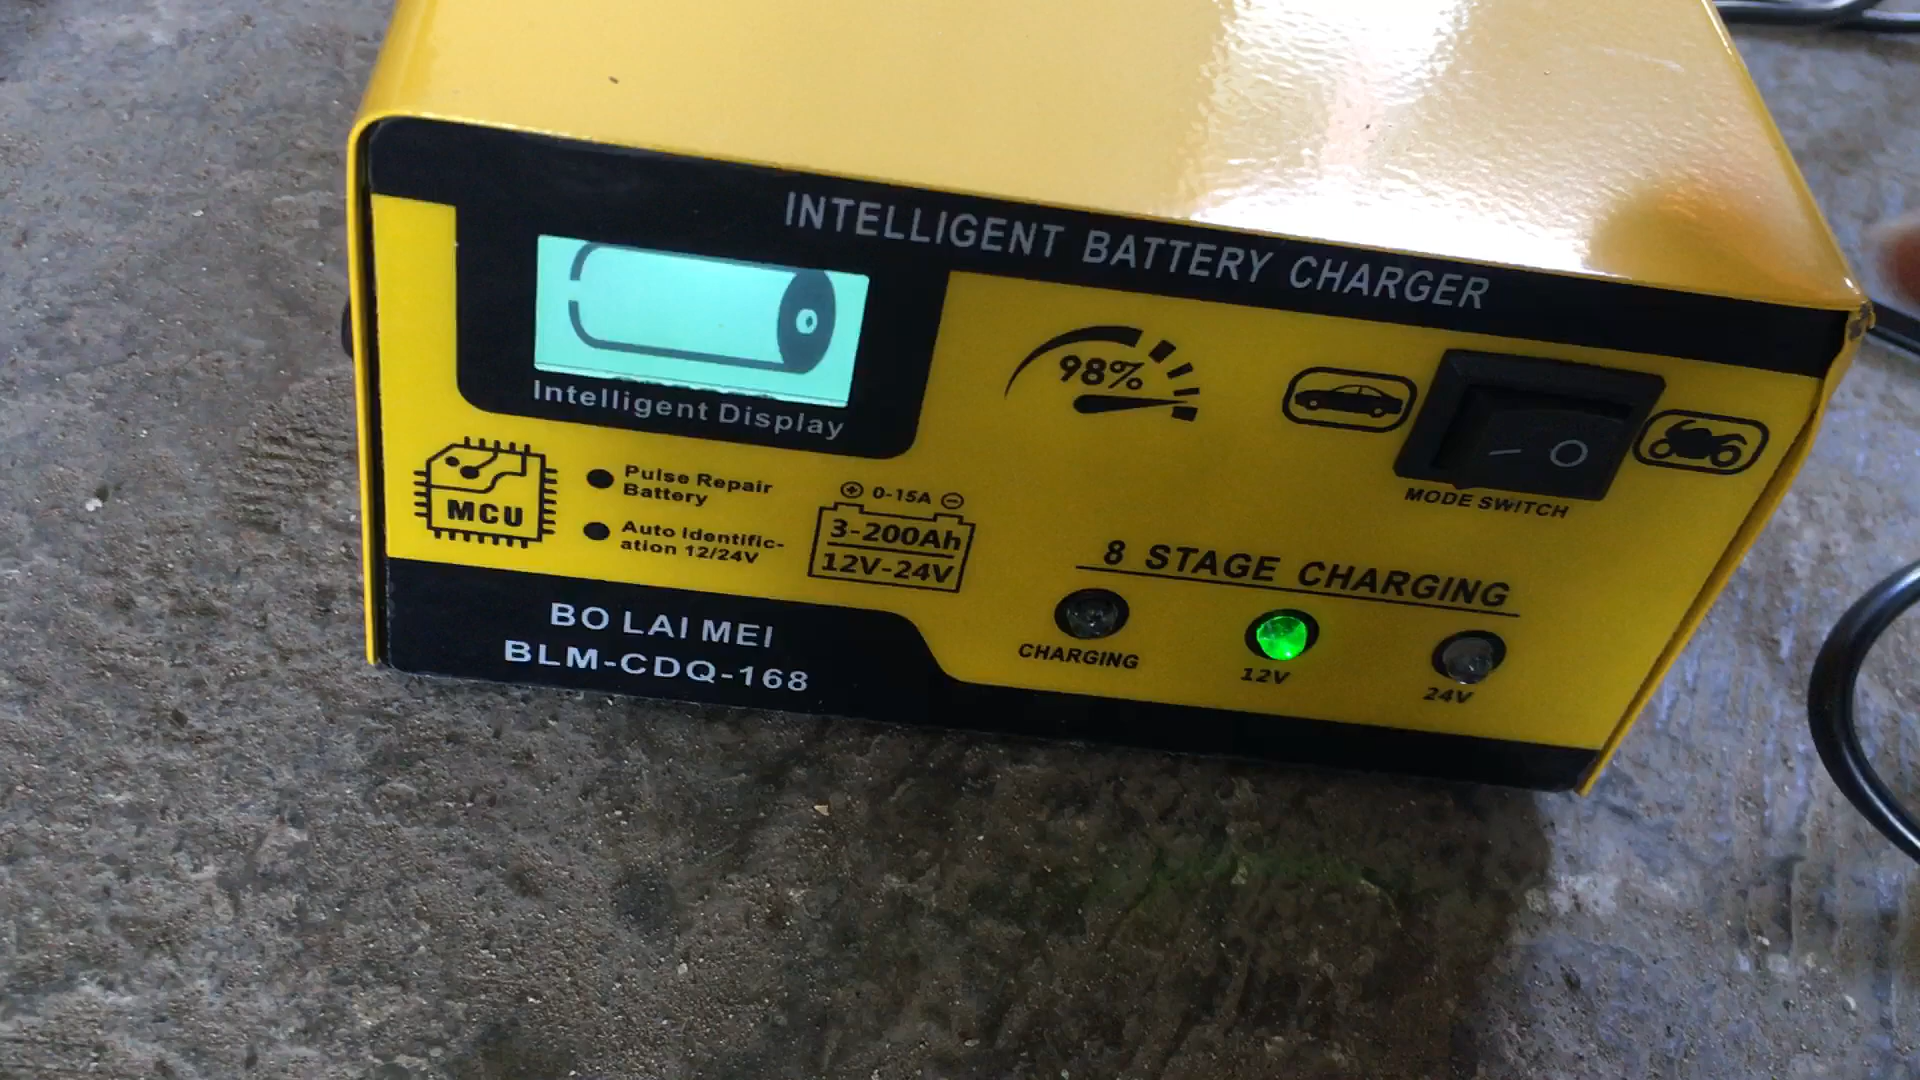 INTELLIGENT BATTERY CHARGER
Intelligent Display
98%
MODE SWITCH
MCU
Pulse Repair
Battery
Auto Identific-
ation 12/24V
0-15A
3-200Ah
12V-24V
8 STAGE CHARGING
CHARGING
12V
24V
BO LAI MEI
BLM-CDQ-168